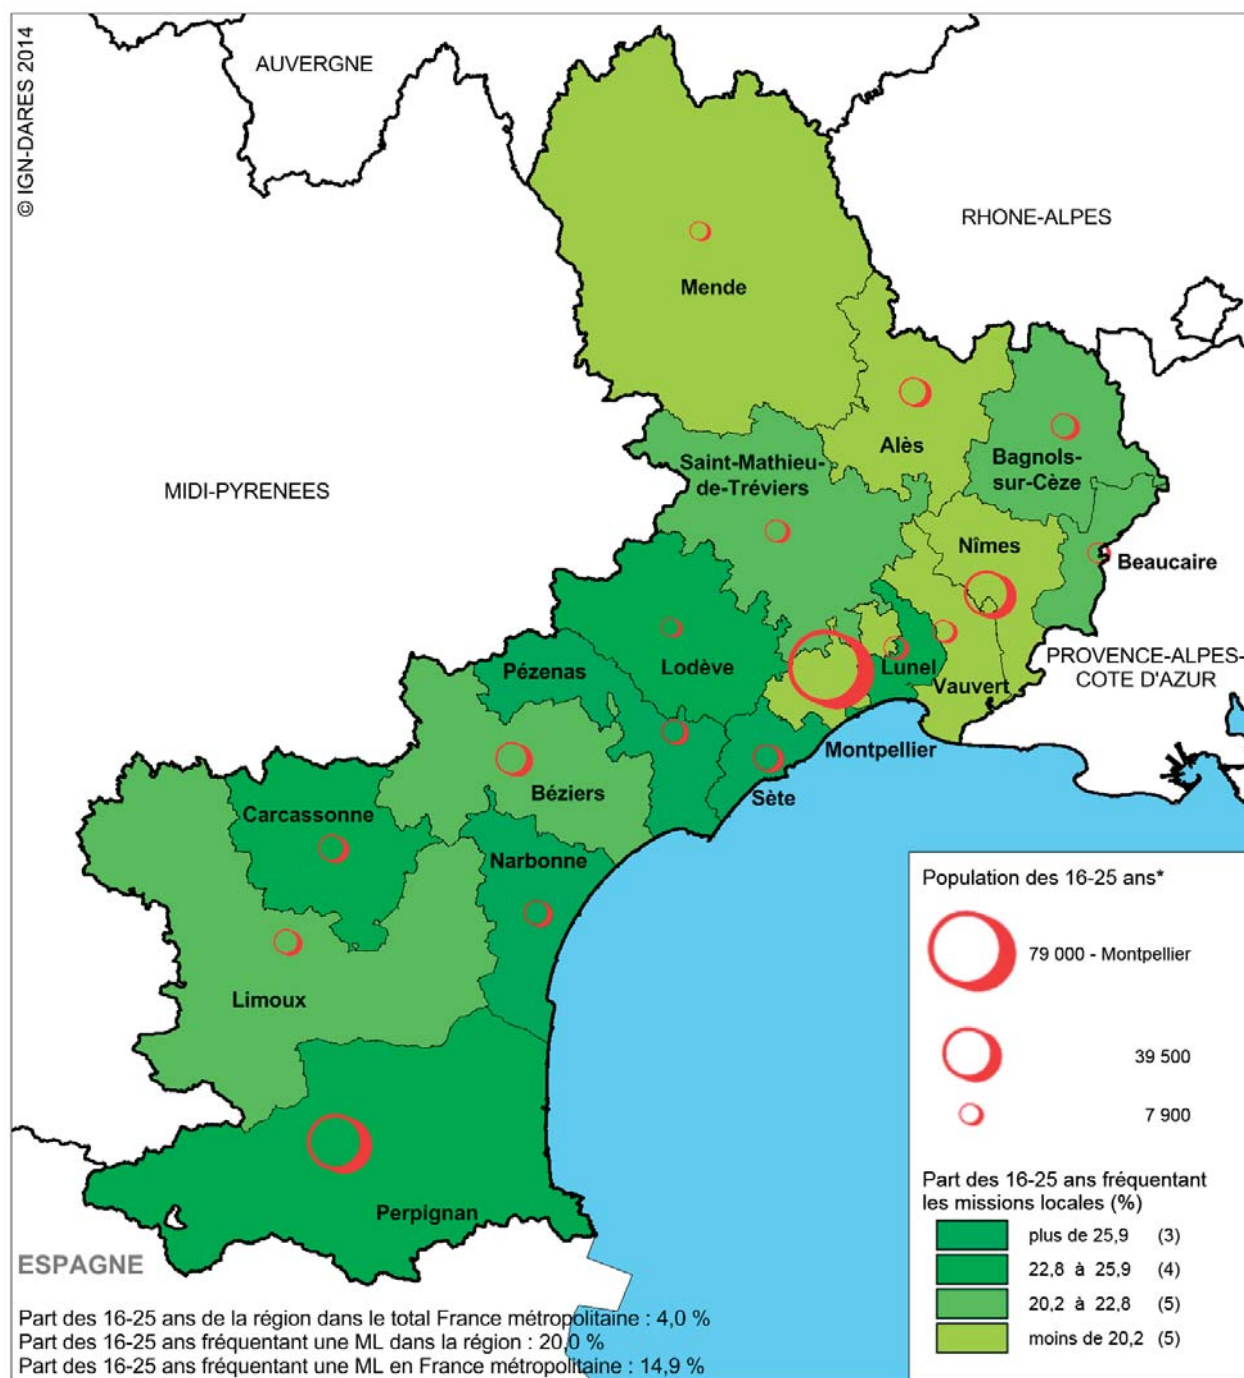 © IGN-DARES 2014
AUVERGNE
RHONE-ALPES
Mende
Alès
Saint-Mathieu-
de-Tréviers
Bagnols-
sur-Cèze
MIDI-PYRENEES
Nîmes
Beaucaire
Lodève
Lunel
Pézenas
Vauvert
PROVENCE-ALPES-
COTE D'AZUR
Montpellier
Béziers
Sète
Carcassonne
Narbonne
Limoux
Perpignan
ESPAGNE
Population des 16-25 ans*
79 000 - Montpellier
39 500
7 900
Part des 16-25 ans fréquentant
les missions locales (%)
plus de 25,9 (3)
22,8 à 25,9 (4)
20,2 à 22,8 (5)
moins de 20,2 (5)
Part des 16-25 ans de la région dans le total France métropolitaine : 4,0 %
Part des 16-25 ans fréquentant une ML dans la région : 20,0 %
Part des 16-25 ans fréquentant une ML en France métropolitaine : 14,9 %